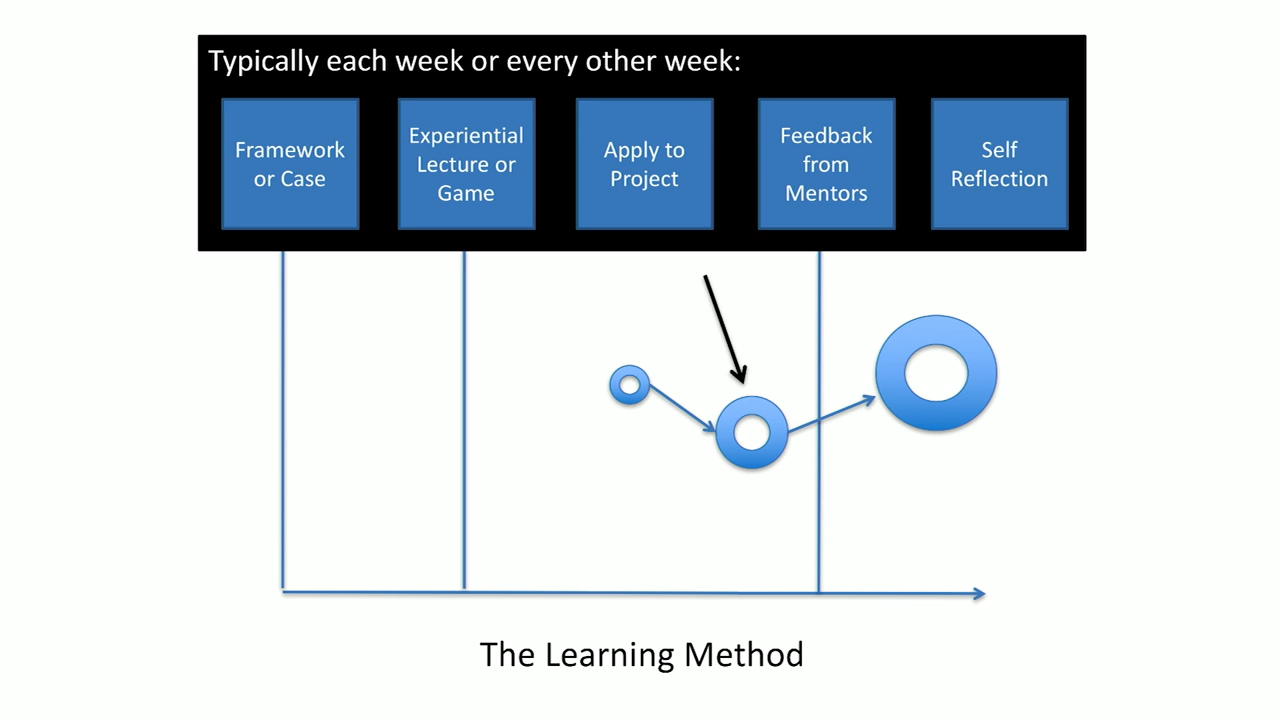 Typically each week or every other week:
Framework
or Case
Experiential
Lecture or
Game
Apply to
Project
Feedback
from
Mentors
Self
Reflection
The Learning Method